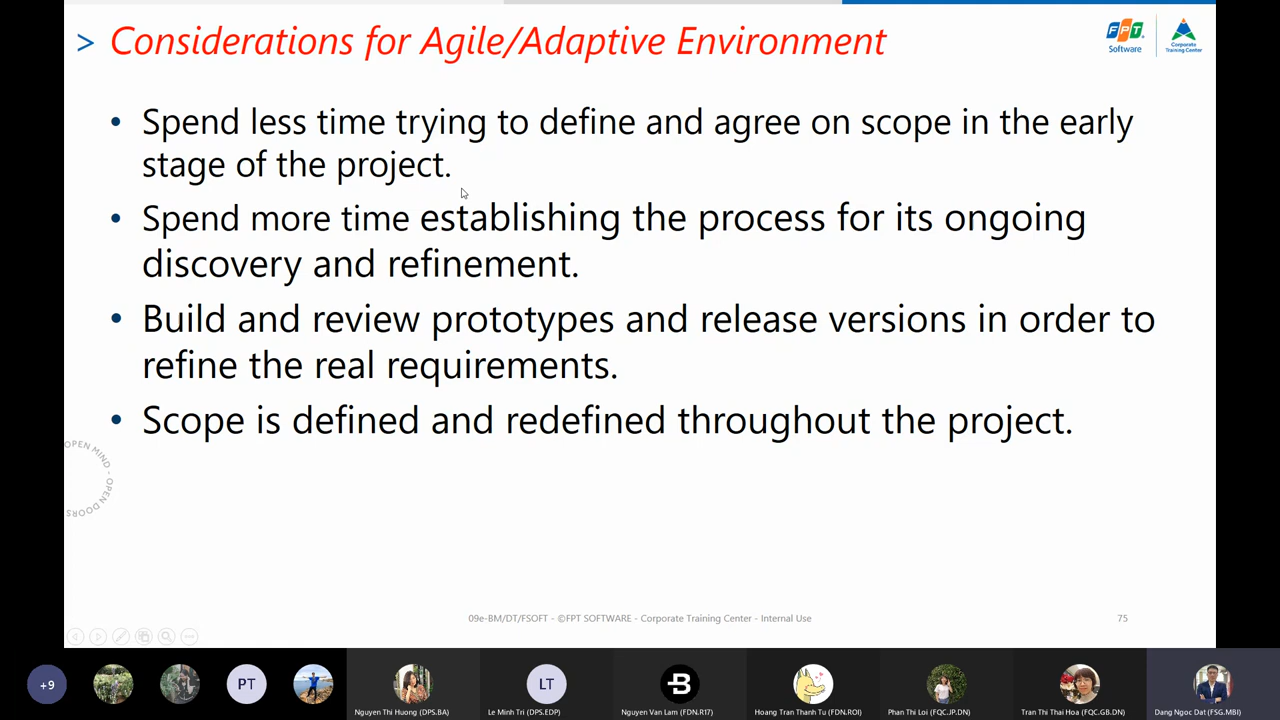 > Considerations for Agile/Adaptive Environment
FPT
Software
Corporate
Training Center
• Spend less time trying to define and agree on scope in the early
stage of the project.
• Spend more time establishing the process for its ongoing
discovery and refinement.
• Build and review prototypes and release versions in order to
refine the real requirements.
• Scope is defined and redefined throughout the project.
OPEN MIND - OPEN DOORS
09e-BM/DT/FSOFT - ©FPT SOFTWARE - Corporate Training Center - Internal Use
75
+9
PT
LT
B
Nguyen Thi Huong (DPS.BA)
Le Minh Tri (DPS.EDP)
Nguyen Van Lam (FDN.R17)
Hoang Tran Thanh Tu (FDN.ROI)
Phan Thi Loi (FQC.JP.DN)
Tran Thi Thai Hoa (FQC.GB.DN)
Dang Ngoc Dat (FSG.MBI)